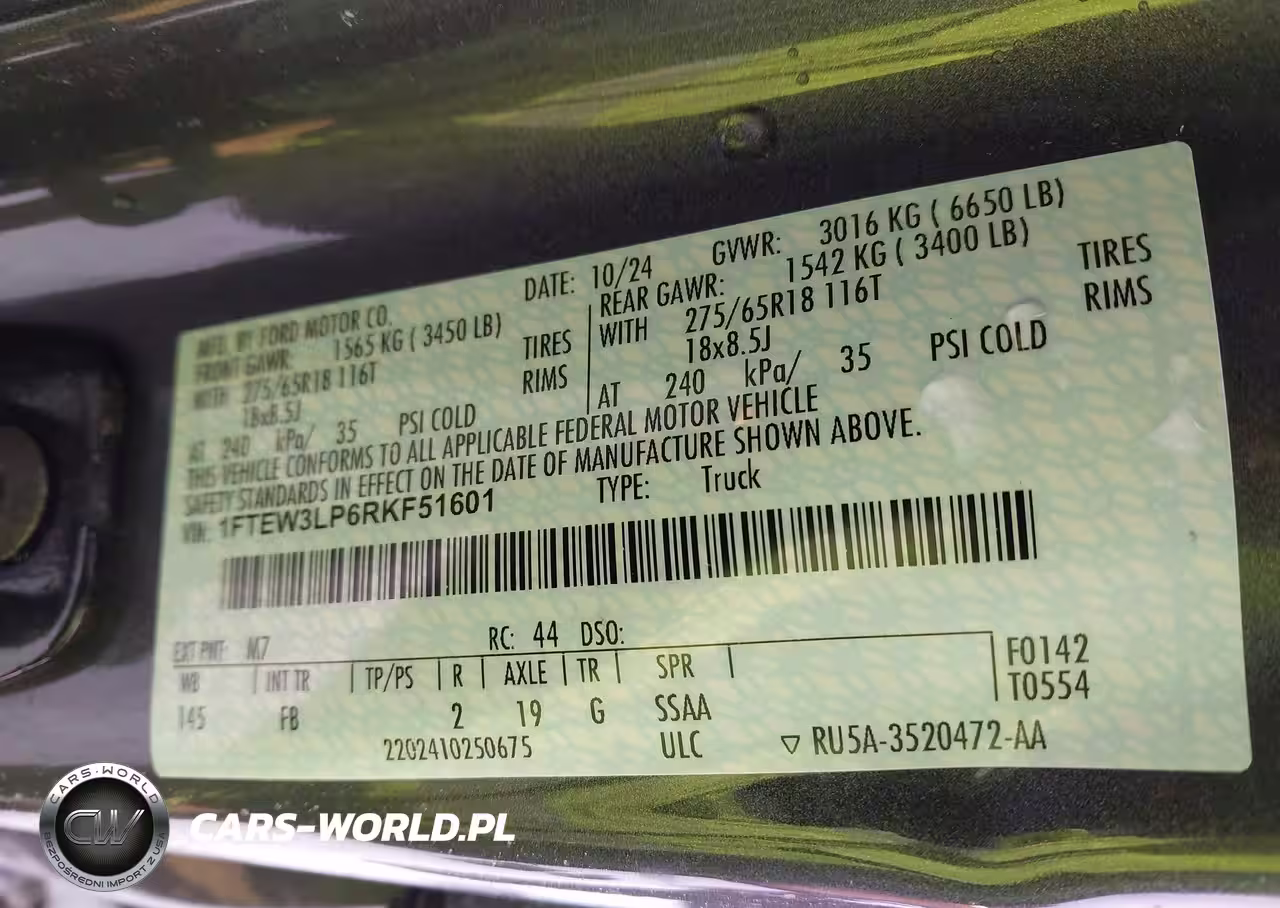 MFD. BY FORD MOTOR CO.
DATE: 10/24
GVWR: 3016 KG ( 6650 LB)
FRONT GAWR: 1565 KG ( 3450 LB)
WITH 275/65R18 116T TIRES
18x8.5J RIMS
AT 240 kPa/ 35 PSI COLD
REAR GAWR: 1542 KG ( 3400 LB)
WITH 275/65R18 116T TIRES
18x8.5J RIMS
AT 240 kPa/ 35 PSI COLD
THIS VEHICLE CONFORMS TO ALL APPLICABLE FEDERAL MOTOR VEHICLE
SAFETY STANDARDS IN EFFECT ON THE DATE OF MANUFACTURE SHOWN ABOVE.
VIN: 1FTEW3LP6RKF51601
TYPE: Truck
EXT PNT: M7 RC: 44 DSO:
WB INT TR TP/PS R AXLE TR SPR
145 FB 2 19 G SSAA
F0142
T0554
2202410250675 ULC ▽ RU5A-3520472-AA
CARS-WORLD
CW
BEZPOŚREDNI IMPORT Z USA
CARS-WORLD.PL